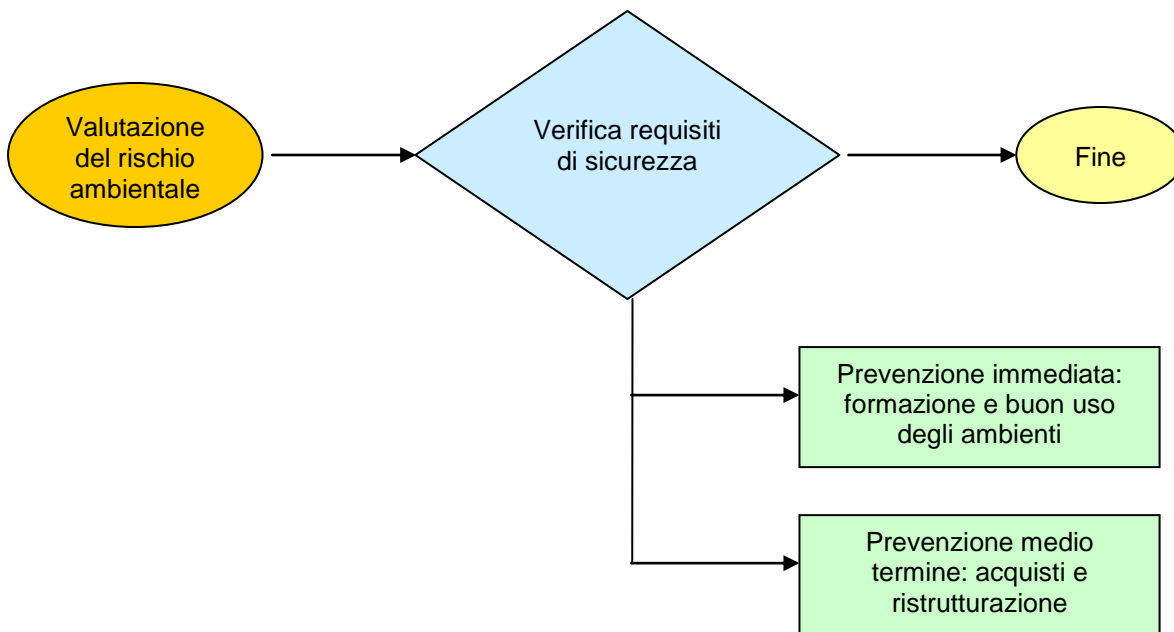 Valutazione
del rischio
ambientale
Verifica requisiti
di sicurezza
Fine
Prevenzione immediata:
formazione e buon uso
degli ambienti
Prevenzione medio
termine: acquisti e
ristrutturazione